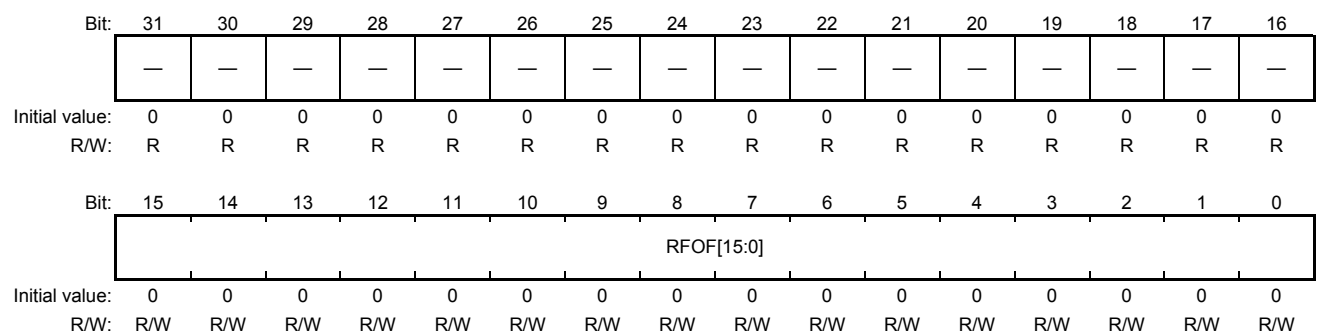 Bit: 31 30 29 28 27 26 25 24 23 22 21 20 19 18 17 16
— — — — — — — — — — — — — — — —
Initial value: 0 0 0 0 0 0 0 0 0 0 0 0 0 0 0 0
R/W: R R R R R R R R R R R R R R R R
Bit: 15 14 13 12 11 10 9 8 7 6 5 4 3 2 1 0
RFOF[15:0]
Initial value: 0 0 0 0 0 0 0 0 0 0 0 0 0 0 0 0
R/W: R/W R/W R/W R/W R/W R/W R/W R/W R/W R/W R/W R/W R/W R/W R/W R/W